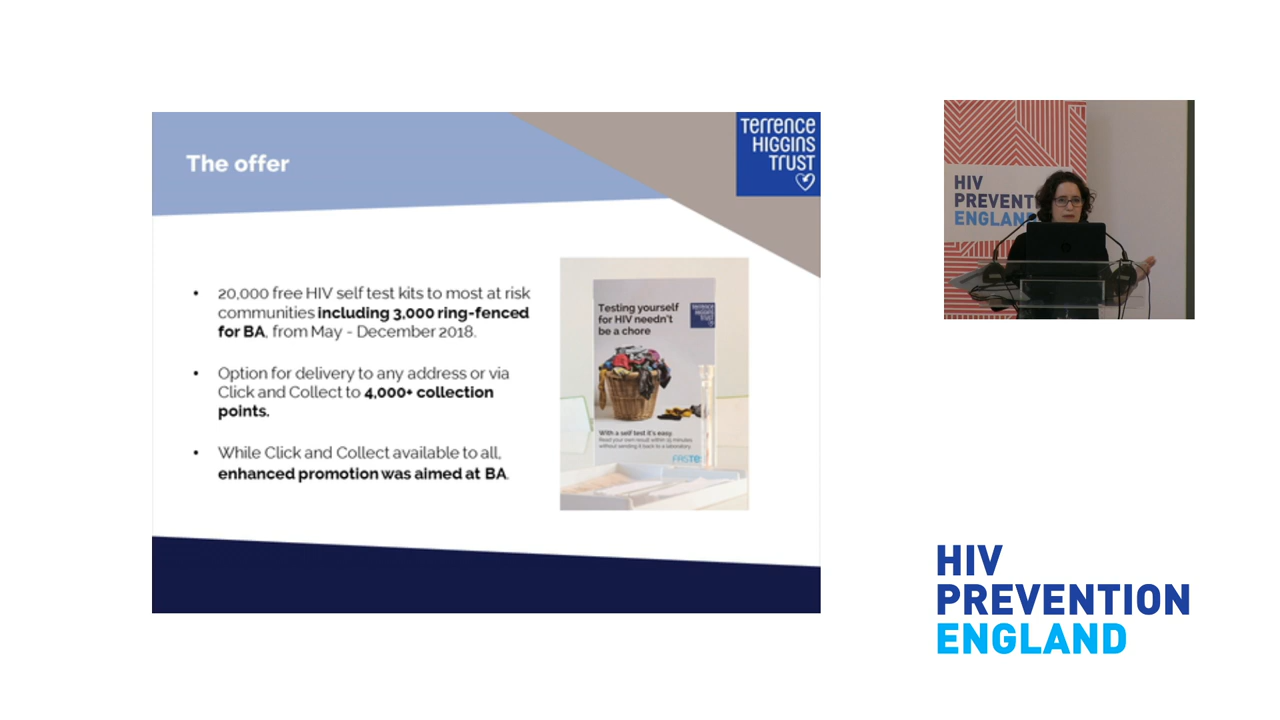 The offer
Terrence
HIGGINS
TRUST
• 20,000 free HIV self test kits to most at risk
communities including 3,000 ring-fenced
for BA, from May - December 2018.
• Option for delivery to any address or via
Click and Collect to 4,000+ collection
points.
• While Click and Collect available to all,
enhanced promotion was aimed at BA.
Testing yourself
for HIV needn't
be a chore
TERRENCE
HIGGINS
TRUST
With a self test it's easy
Read your own result within 15 minutes
without sending it back to a laboratory
HIV
PREVENTI
ENGLAND
HIV
PREVENTION
ENGLAND